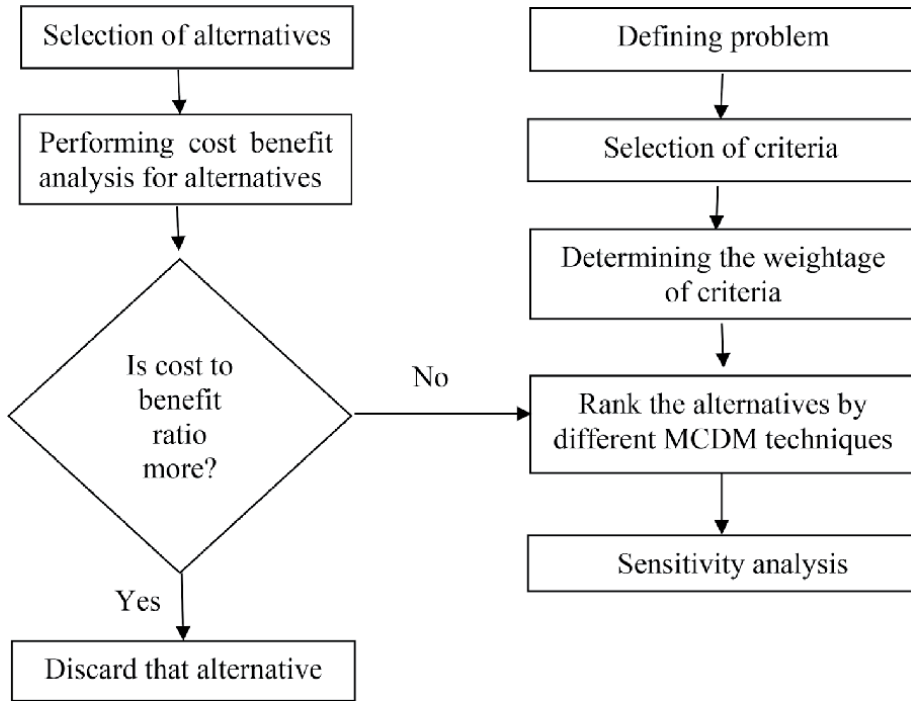 Selection of alternatives
Performing cost benefit
analysis for alternatives
Is cost to
benefit
ratio
more?
No
Yes
Discard that alternative
Defining problem
Selection of criteria
Determining the weightage
of criteria
Rank the alternatives by
different MCDM techniques
Sensitivity analysis